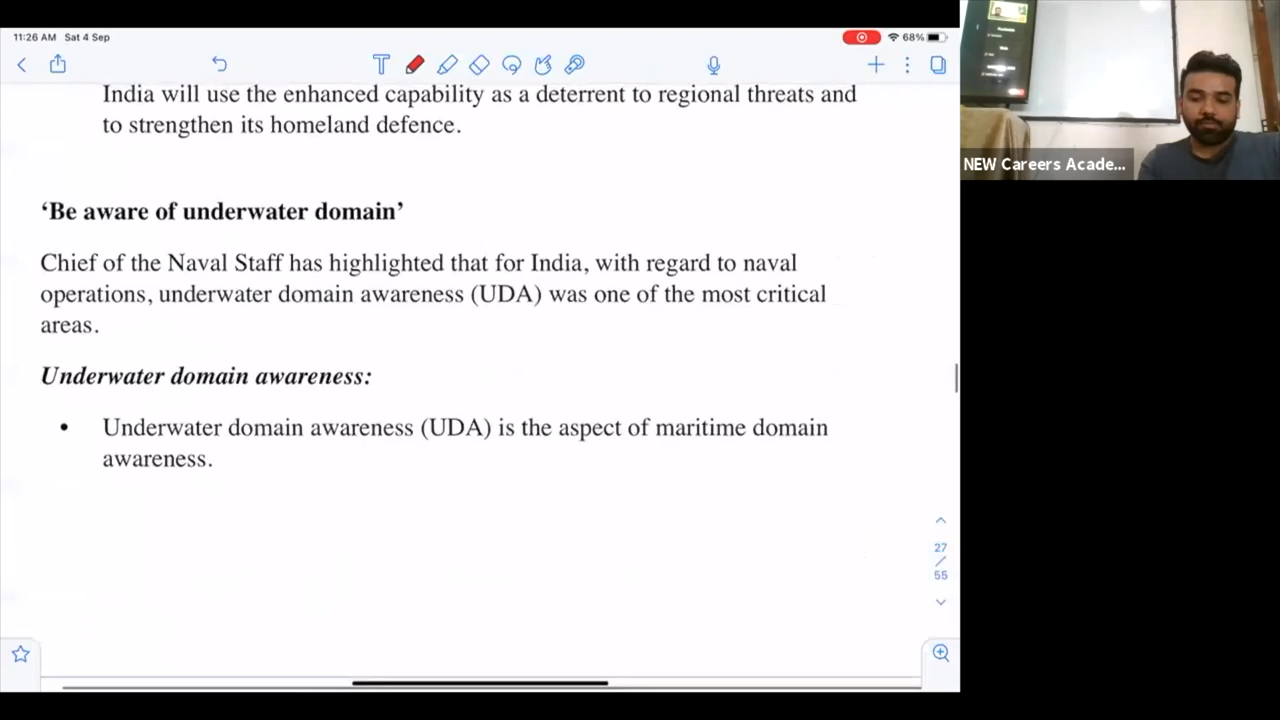 11:26 AM Sat 4 Sep
68%
India will use the enhanced capability as a deterrent to regional threats and
to strengthen its homeland defence.
‘Be aware of underwater domain’
Chief of the Naval Staff has highlighted that for India, with regard to naval
operations, underwater domain awareness (UDA) was one of the most critical
areas.
Underwater domain awareness:
• Underwater domain awareness (UDA) is the aspect of maritime domain
awareness.
27
/
55
NEW Careers Acade...